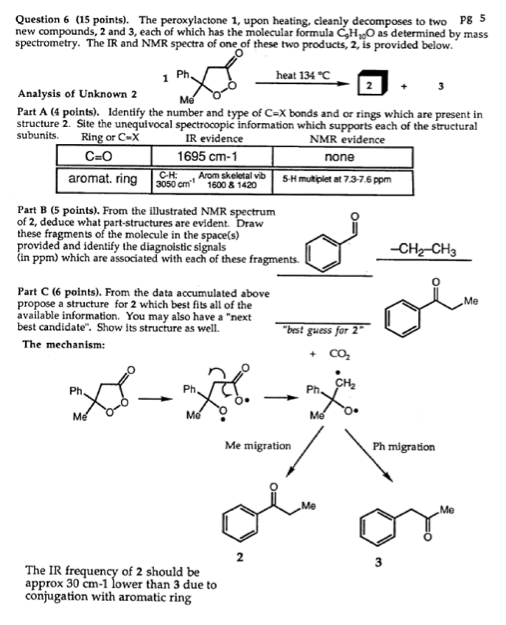 Question 6 (15 points). The peroxylactone 1, upon heating, cleanly decomposes to two Pg 5
new compounds, 2 and 3, each of which has the molecular formula C9H10O as determined by mass
spectrometry. The IR and NMR spectra of one of these two products, 2, is provided below.
O
1 Ph Me O O heat 134 °C 2 + 3
Analysis of Unknown 2
Part A (4 points). Identify the number and type of C=X bonds and or rings which are present in
structure 2. Site the unequivocal spectrocopic information which supports each of the structural
subunits. Ring or C=X IR evidence NMR evidence
C=O 1695 cm-1 none
aromat. ring C-H: 3050 cm-1 Arom skeletal vib 1600 & 1420 5-H multiplet at 7.3-7.6 ppm
Part B (5 points). From the illustrated NMR spectrum
of 2, deduce what part-structures are evident. Draw
these fragments of the molecule in the space(s)
provided and identify the diagnoistic signals
(in ppm) which are associated with each of these fragments.
O
-CH2-CH3
Part C (6 points). From the data accumulated above
propose a structure for 2 which best fits all of the
available information. You may also have a "next
best candidate". Show its structure as well.
O Me
"best guess for 2"
The mechanism:
+ CO2
Ph Me O O O
Ph Me O O• O
Ph Me •CH2 O•
Me migration Ph migration
O Me
2
Me O
3
The IR frequency of 2 should be
approx 30 cm-1 lower than 3 due to
conjugation with aromatic ring